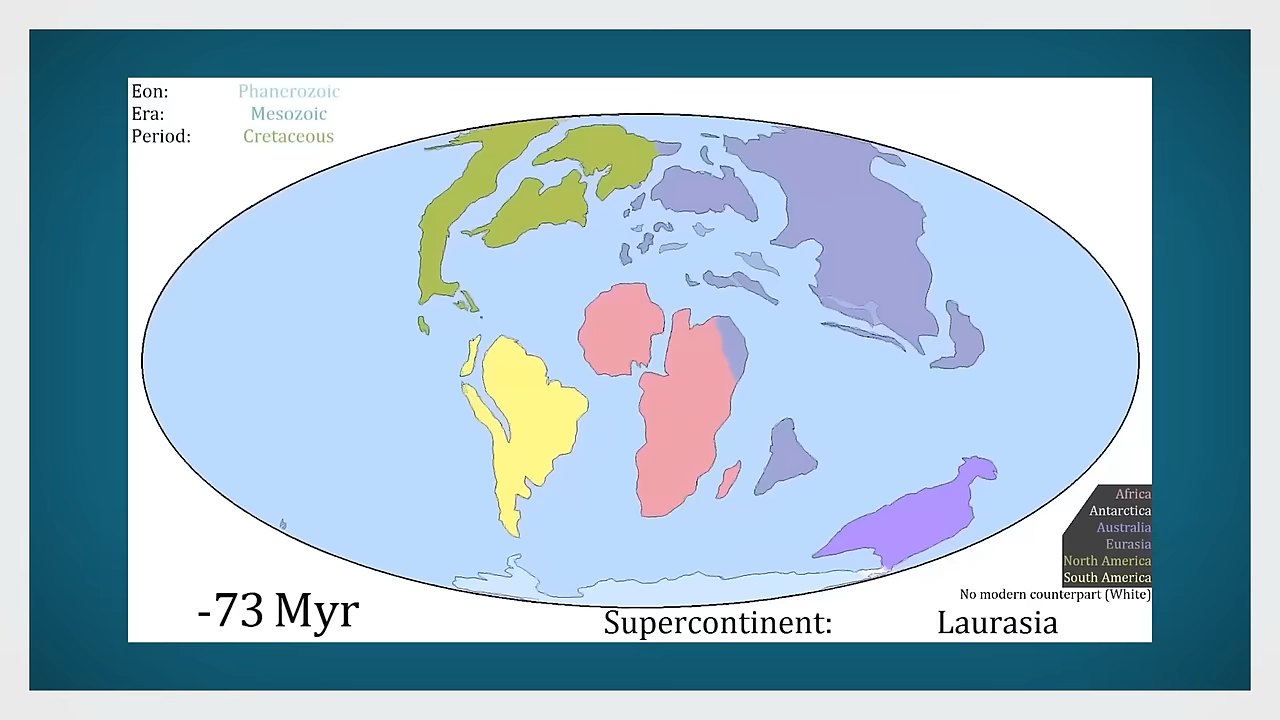 Eon: Phanerozoic
Era: Mesozoic
Period: Cretaceous
Africa
Antarctica
Australia
Eurasia
North America
South America
No modern counterpart (White)
-73 Myr
Supercontinent: Laurasia